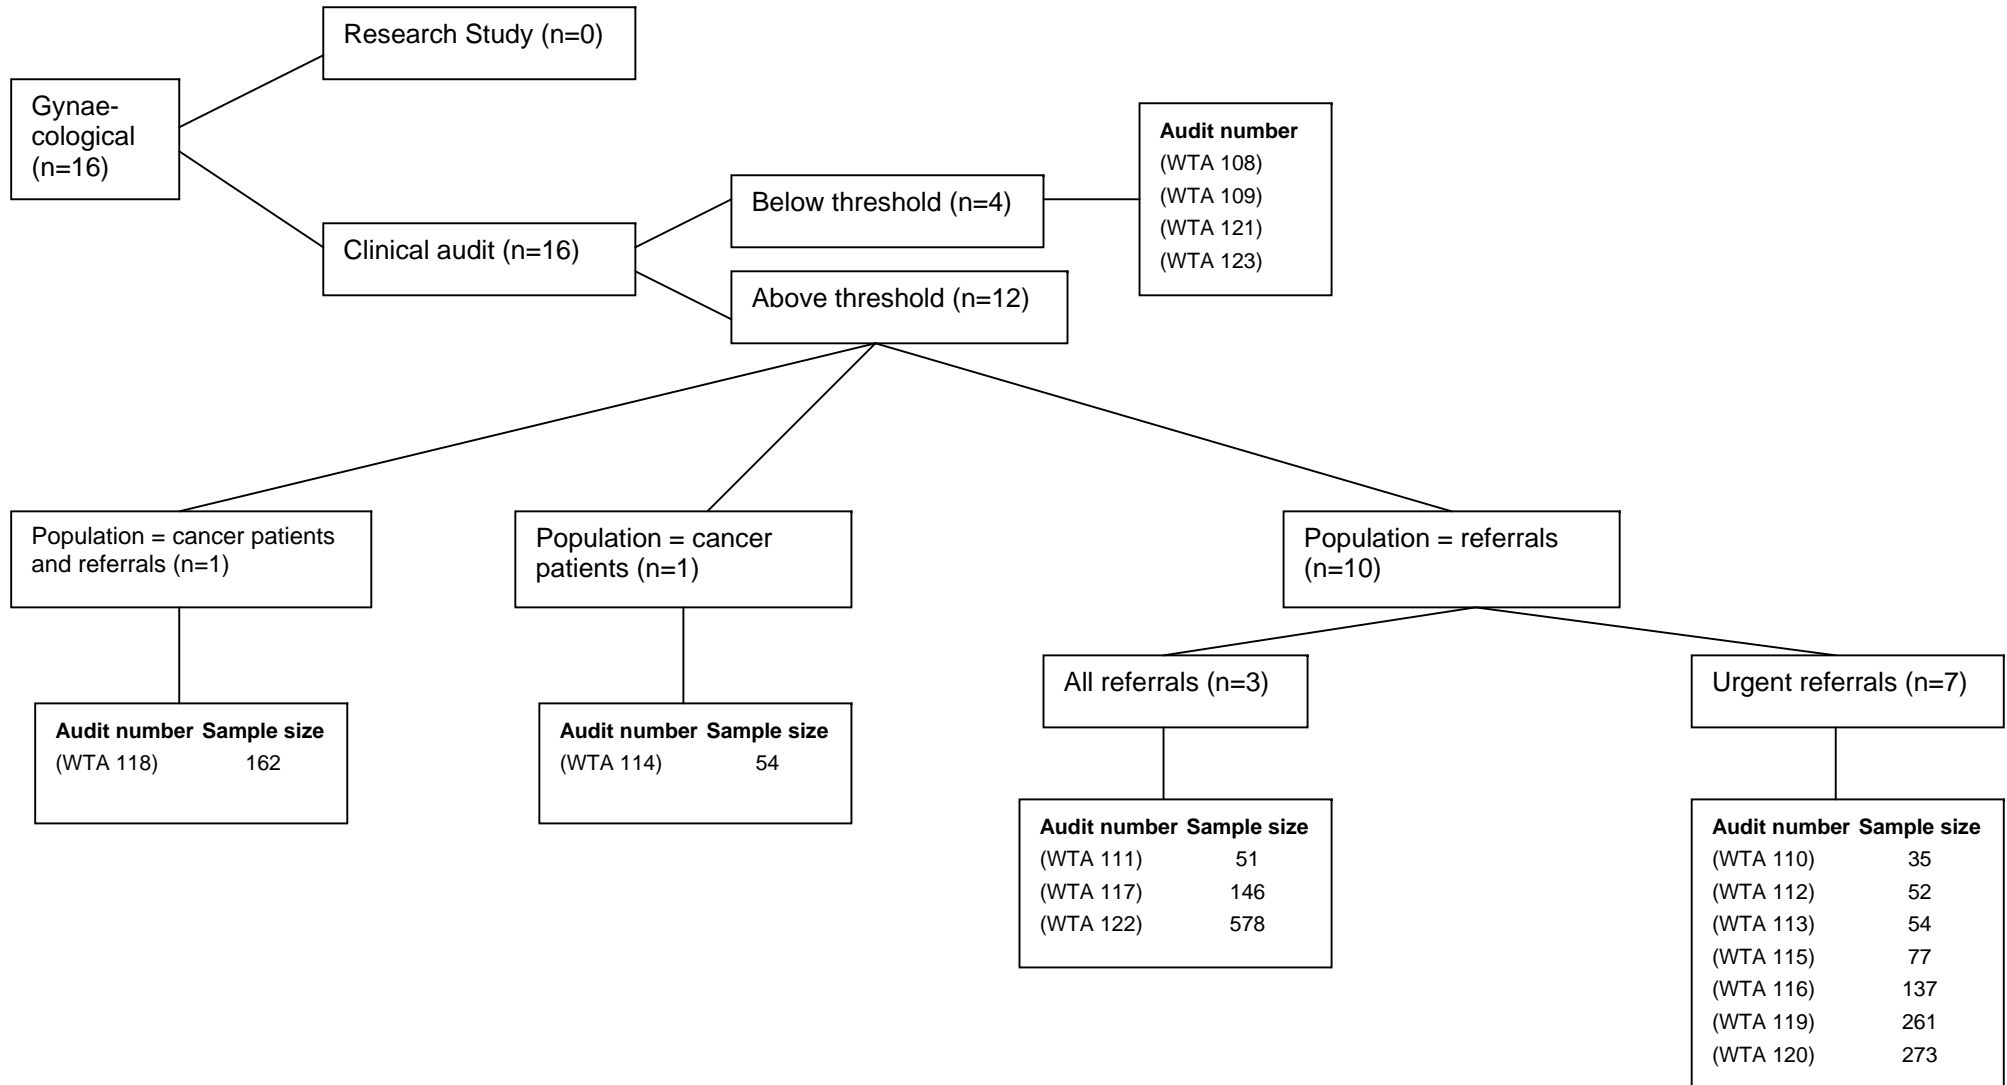 Research Study (n=0)
Gynae-
cological
(n=16)
Audit number
(WTA 108)
(WTA 109)
(WTA 121)
(WTA 123)
Below threshold (n=4)
Clinical audit (n=16)
Above threshold (n=12)
Population = cancer patients
and referrals (n=1)
Population = cancer
patients (n=1)
Population = referrals
(n=10)
All referrals (n=3)
Urgent referrals (n=7)
Audit number Sample size
(WTA 118) 162
Audit number Sample size
(WTA 114) 54
Audit number Sample size
(WTA 111) 51
(WTA 117) 146
(WTA 122) 578
Audit number Sample size
(WTA 110) 35
(WTA 112) 52
(WTA 113) 54
(WTA 115) 77
(WTA 116) 137
(WTA 119) 261
(WTA 120) 273